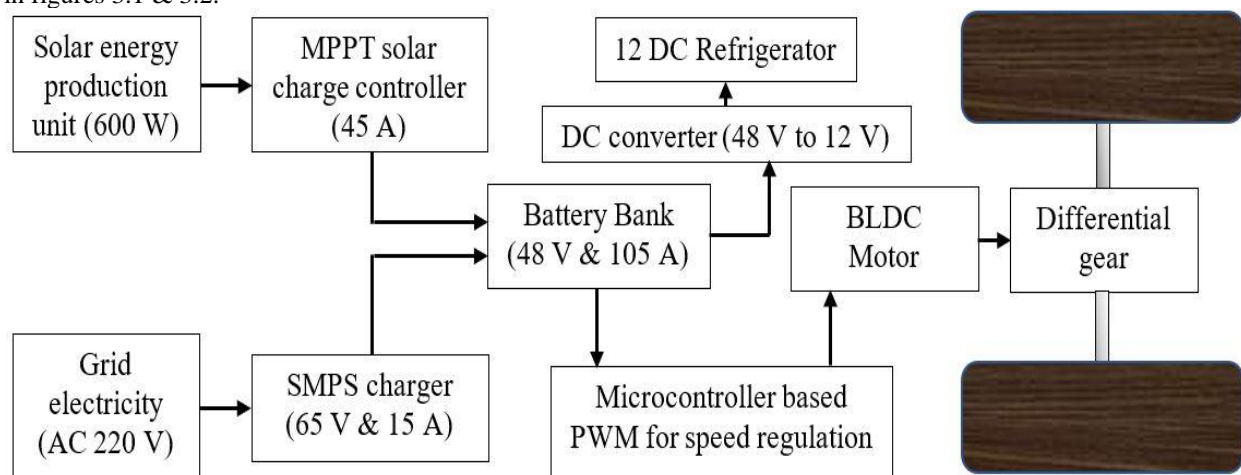 in figures 3.1 & 3.2.
Solar energy
production
unit (600 W)
MPPT solar
charge controller
(45 A)
12 DC Refrigerator
DC converter (48 V to 12 V)
Battery Bank
(48 V & 105 A)
BLDC
Motor
Differential
gear
Grid
electricity
(AC 220 V)
SMPS charger
(65 V & 15 A)
Microcontroller based
PWM for speed regulation